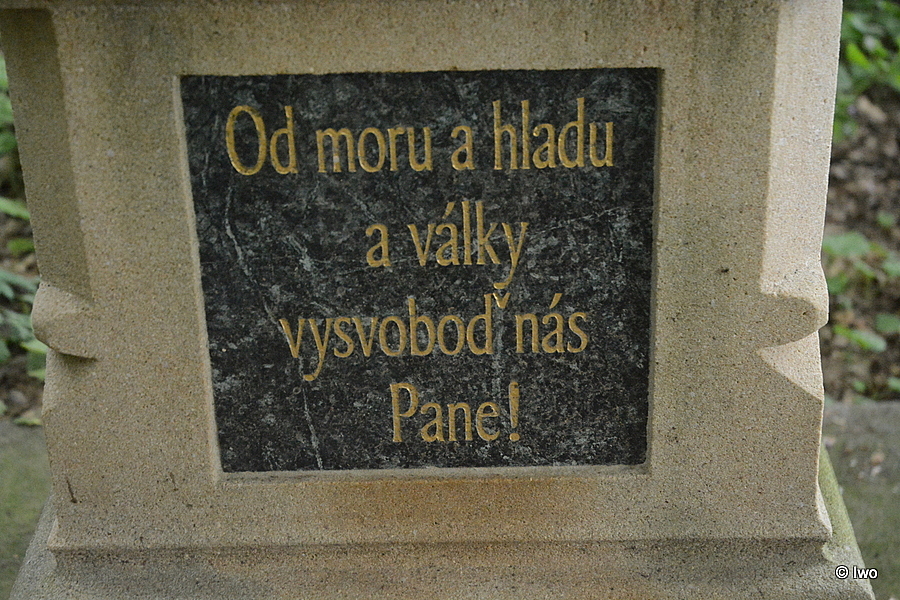 Od moru a hladu
a války
vysvoboď nás
Pane!
© Iwo